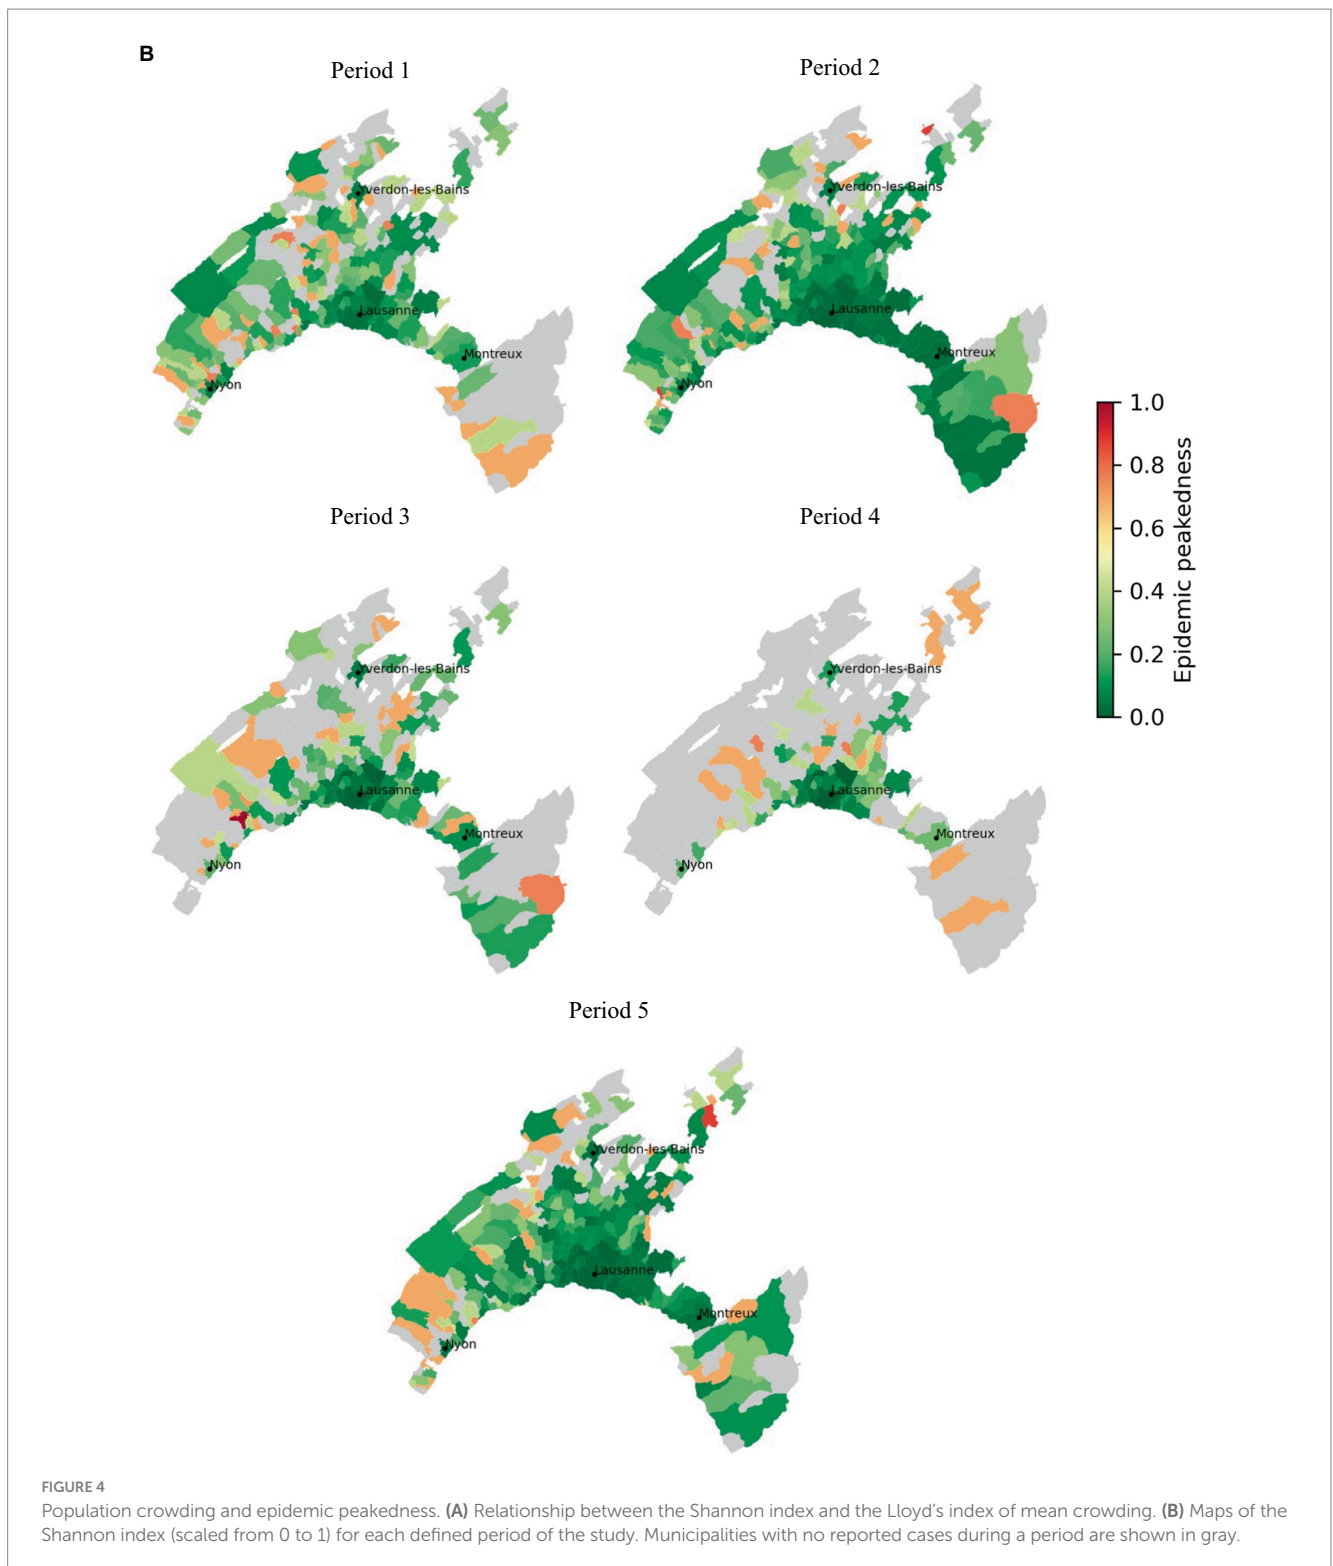 B
Period 1
Period 2
Yverdon-les-Bains
Lausanne
Montreux
Nyon
Yverdon-les-Bains
Lausanne
Montreux
Nyon
1.0
0.8
0.6
0.4
0.2
0.0
Epidemic peakedness
Period 3
Period 4
Yverdon-les-Bains
Lausanne
Montreux
Nyon
Yverdon-les-Bains
Lausanne
Montreux
Nyon
Period 5
Yverdon-les-Bains
Lausanne
Montreux
Nyon
FIGURE 4
Population crowding and epidemic peakedness. (A) Relationship between the Shannon index and the Lloyd's index of mean crowding. (B) Maps of the
Shannon index (scaled from 0 to 1) for each defined period of the study. Municipalities with no reported cases during a period are shown in gray.